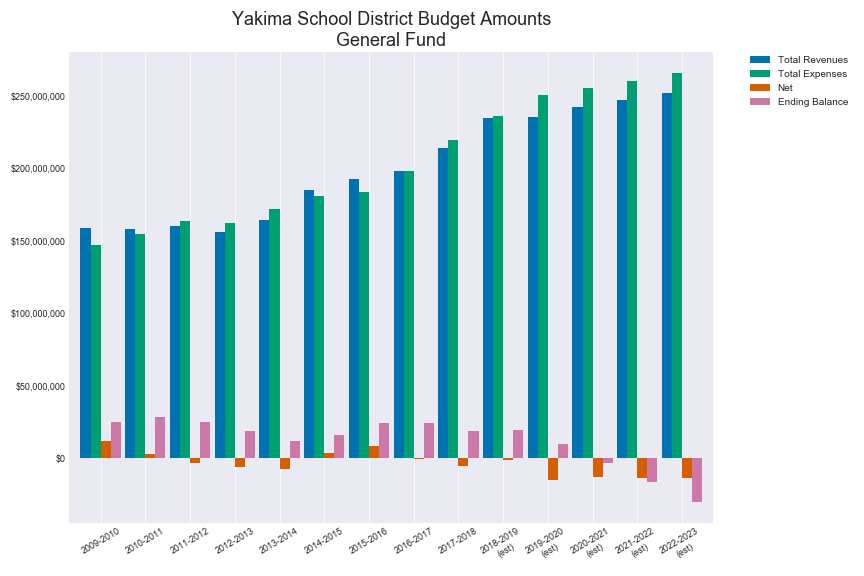 Yakima School District Budget Amounts
General Fund
Total Revenues
Total Expenses
Net
Ending Balance
$250,000,000
$200,000,000
$150,000,000
$100,000,000
$50,000,000
$0
2009-2010
2010-2011
2011-2012
2012-2013
2013-2014
2014-2015
2015-2016
2016-2017
2017-2018
2018-2019
(est)
2019-2020
(est)
2020-2021
(est)
2021-2022
(est)
2022-2023
(est)